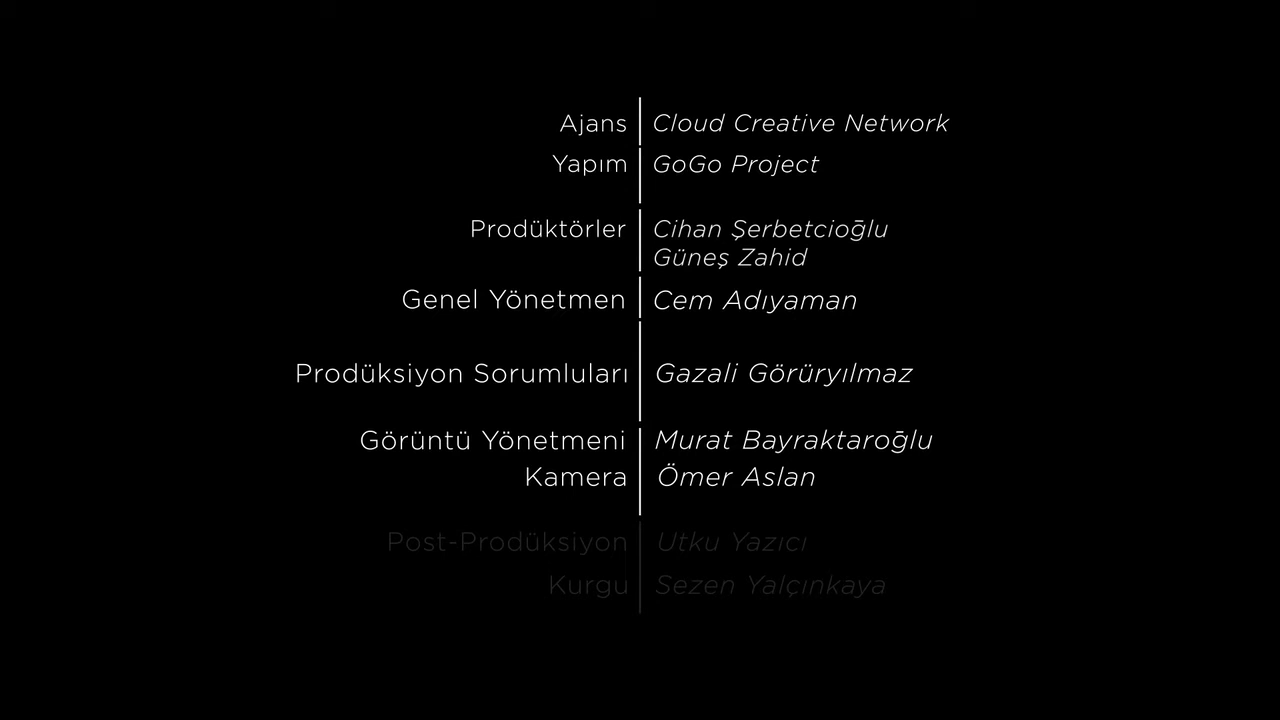 Ajans Cloud Creative Network
Yapım GoGo Project
Prodüktörler Cihan Şerbetcioğlu
Güneş Zahid
Genel Yönetmen Cem Adıyaman
Prodüksiyon Sorumluları Gazali Görüryılmaz
Görüntü Yönetmeni Murat Bayraktaroğlu
Kamera Ömer Aslan
Post-Prodüksiyon Utku Yazıcı
Kurgu Sezen Yalçınkaya